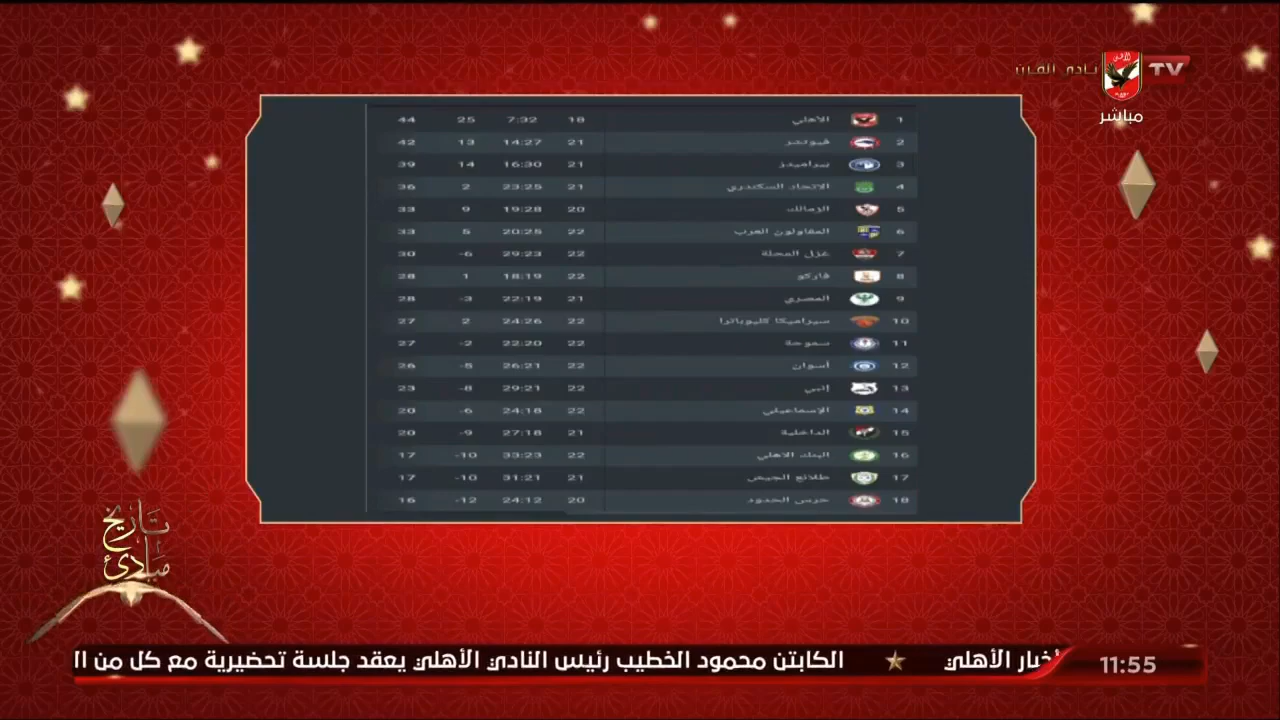 نادي القرن TV
مباشر
1 الأهلي 18 7:32 25 44
2 فيوتشر 21 14:27 13 42
3 بيراميدز 21 16:30 14 39
4 الاتحاد السكندري 21 23:25 2 36
5 الزمالك 20 19:28 9 33
6 المقاولون العرب 22 20:25 5 33
7 غزل المحلة 22 29:23 -6 30
8 فاركو 22 18:19 1 28
9 المصري 21 22:19 -3 28
10 سيراميكا كليوباترا 22 24:26 2 27
11 سموحة 22 22:20 -2 27
12 أسوان 22 26:21 -5 26
13 إنبي 22 29:21 -8 23
14 الإسماعيلي 22 24:18 -6 20
15 الداخلية 21 27:18 -9 20
16 البنك الاهلي 22 33:23 -10 17
17 طلائع الجيش 21 31:21 -10 17
18 حرس الحدود 20 24:12 -12 16
تاريخ
مبادئ
11:55 أخبار الأهلي ★ الكابتن محمود الخطيب رئيس النادي الأهلي يعقد جلسة تحضيرية مع كل من ال